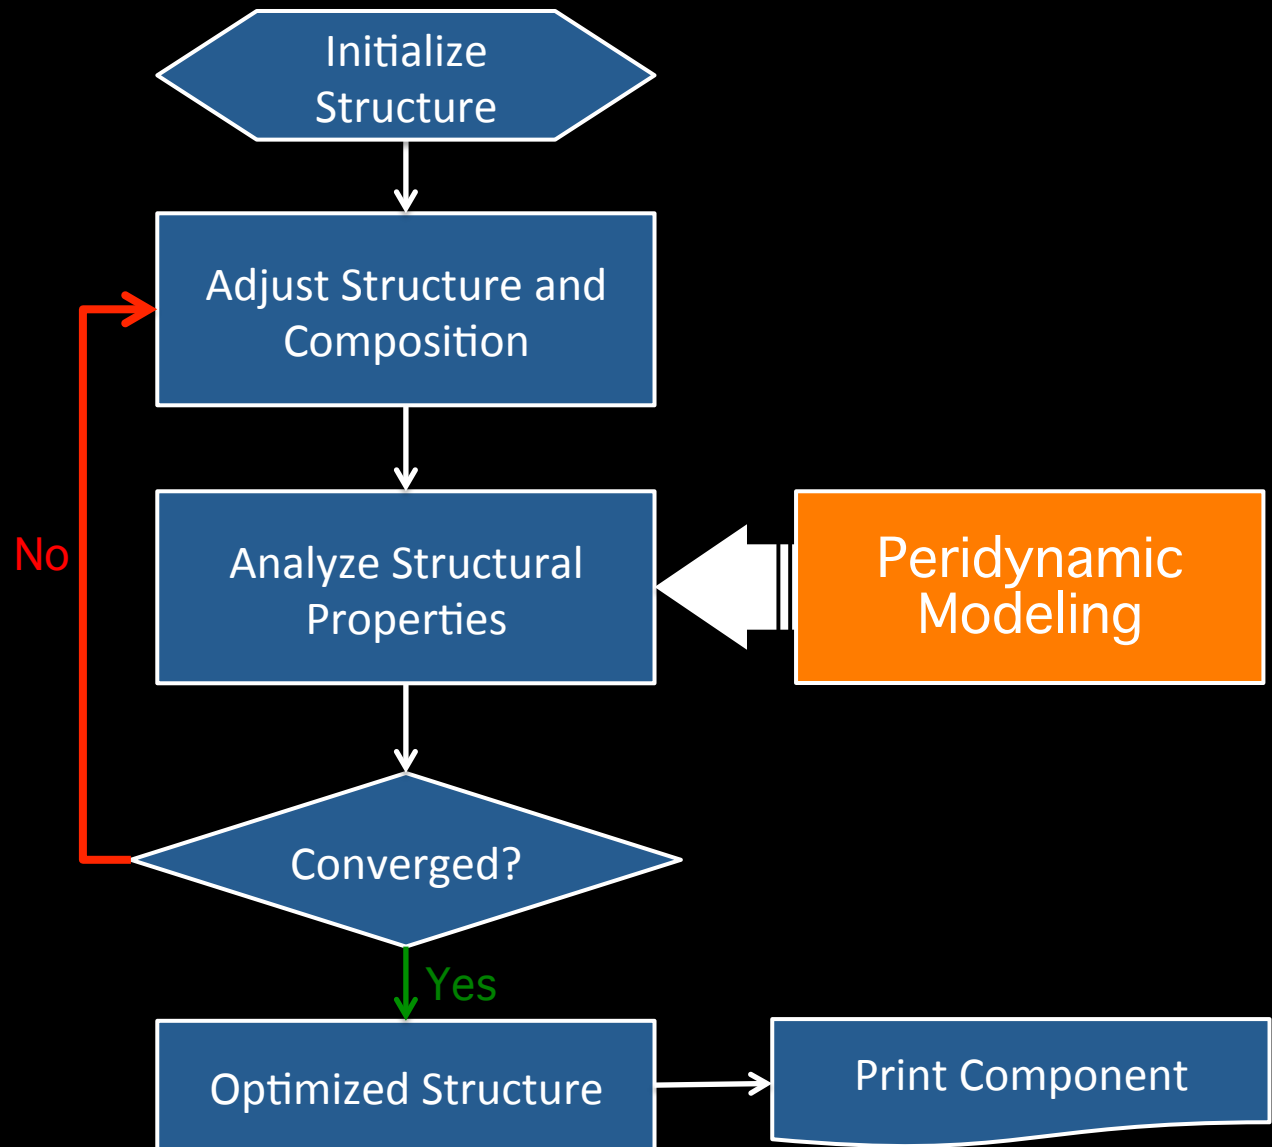 Initialize
Structure
Adjust Structure and
Composition
No
Analyze Structural
Properties
Peridynamic
Modeling
Converged?
Yes
Optimized Structure
Print Component